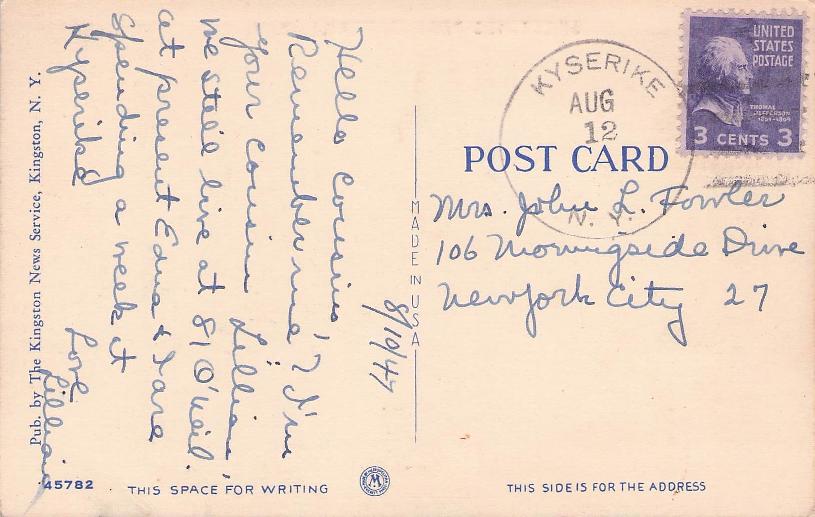 8/10/47
Hello Cousins!
Remember me? I'm
your Cousin Lillian.
We still live at 81 O'Neil.
at present Edna & I are
Spending a week at
Kyserike
Love
Lillian
Pub. by The Kingston News Service, Kingston, N. Y.
45782
THIS SPACE FOR WRITING
MADE IN USA
KYSERIKE
AUG
12
N. Y.
UNITED
STATES
POSTAGE
THOMAS
JEFFERSON
3 CENTS 3
POST CARD
Mrs. John L. Fowler
106 Morningside Drive
New York City 27
THIS SIDE IS FOR THE ADDRESS